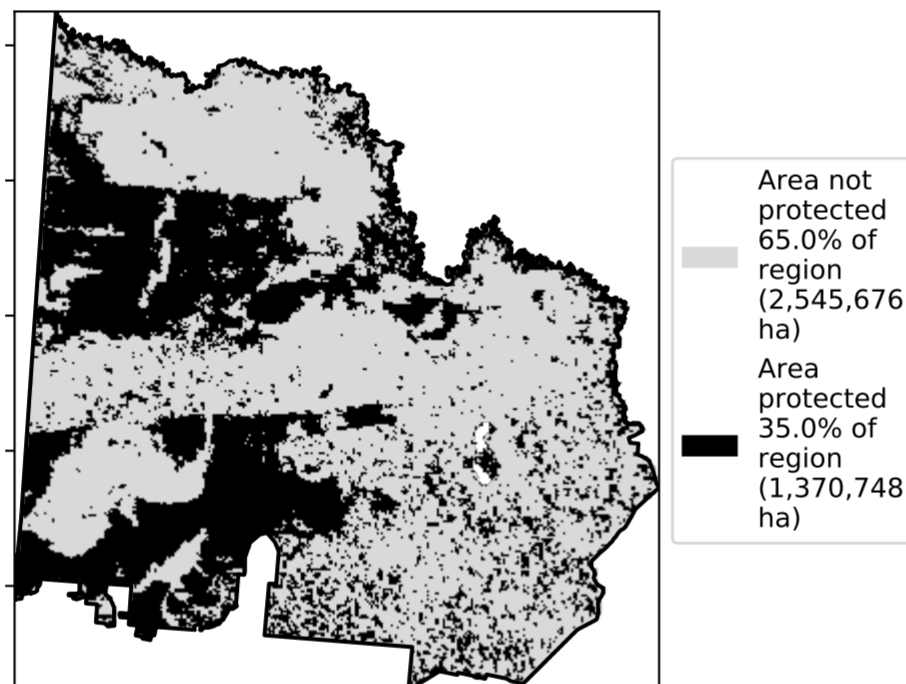 Area not
protected
65.0% of
region
(2,545,676
ha)
Area
protected
35.0% of
region
(1,370,748
ha)